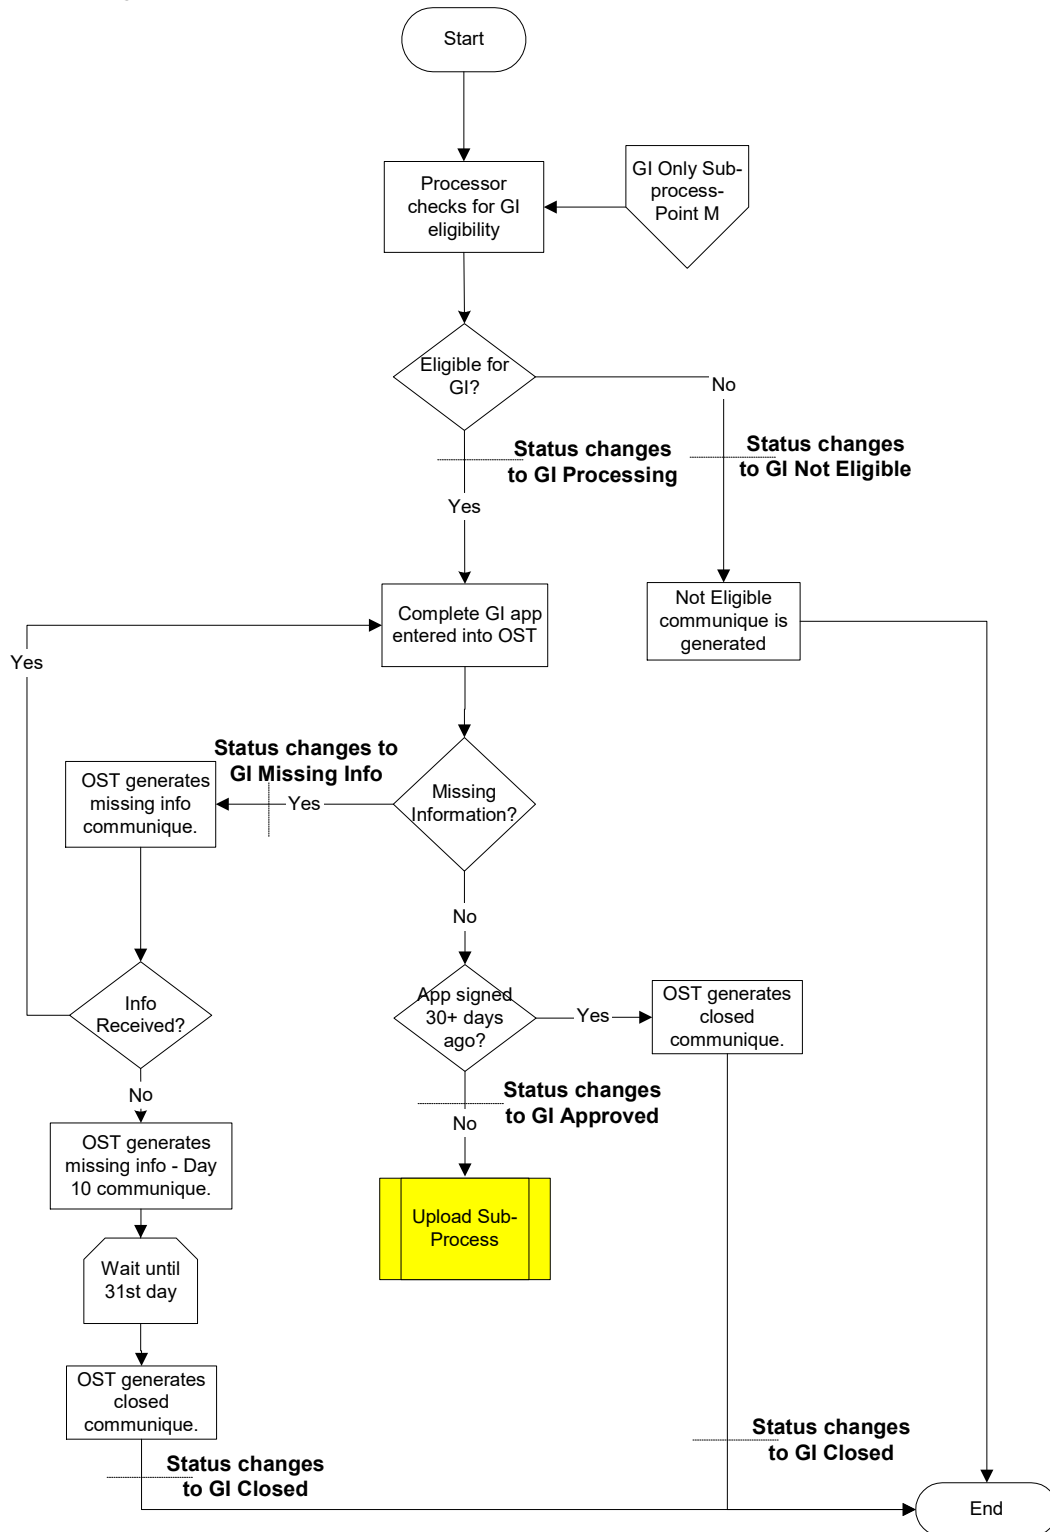 Start
Processor
checks for GI
eligibility
GI Only Sub-
process-
Point M
Eligible for
GI?
No
Status changes
to GI Processing
Status changes
to GI Not Eligible
Yes
Complete GI app
entered into OST
Not Eligible
communique is
generated
Yes
Status changes to
GI Missing Info
OST generates
missing info
communique.
Yes
Missing
Information?
No
Info
Received?
App signed
30+ days
ago?
Yes
OST generates
closed
communique.
No
Status changes
to GI Approved
No
OST generates
missing info - Day
10 communique.
Upload Sub-
Process
Wait until
31st day
OST generates
closed
communique.
Status changes
to GI Closed
Status changes
to GI Closed
End